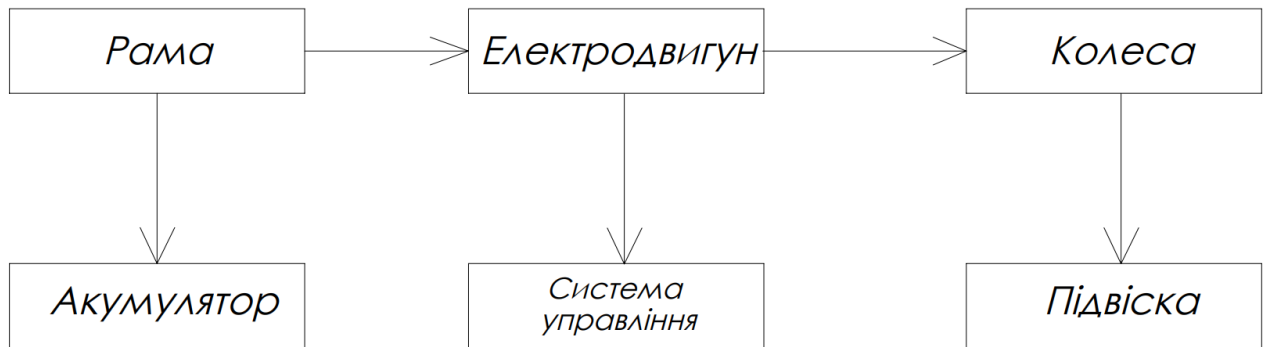 Рама
Електродвигун
Колеса
Акумулятор
Система
управління
Підвіска